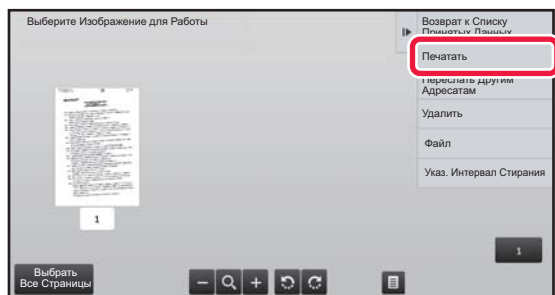 Выберите Изображение для Работы
Возврат к Списку
Принятых Данных
Печатать
Переслать Другим
Адресатам
Удалить
Файл
Указ. Интервал Стирания
1
1
Выбрать
Все Страницы